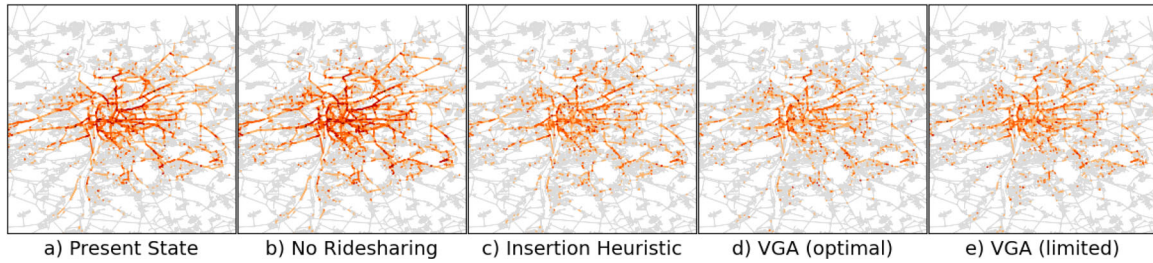 a) Present State
b) No Ridesharing
c) Insertion Heuristic
d) VGA (optimal)
e) VGA (limited)